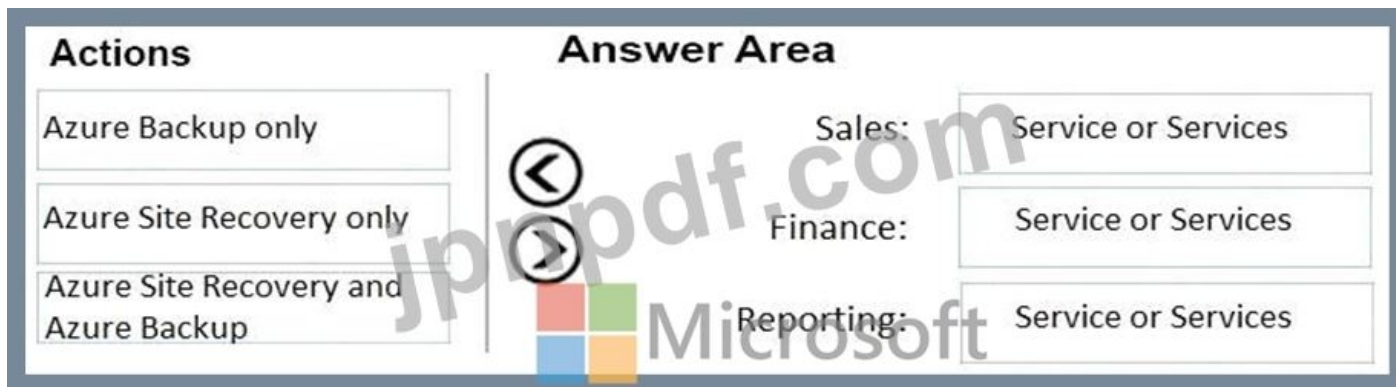 Actions
Answer Area
Azure Backup only
Azure Site Recovery only
Azure Site Recovery and
Azure Backup
Sales:
Service or Services
Finance:
Service or Services
Reporting:
Service or Services
jpnpdf.com
Microsoft